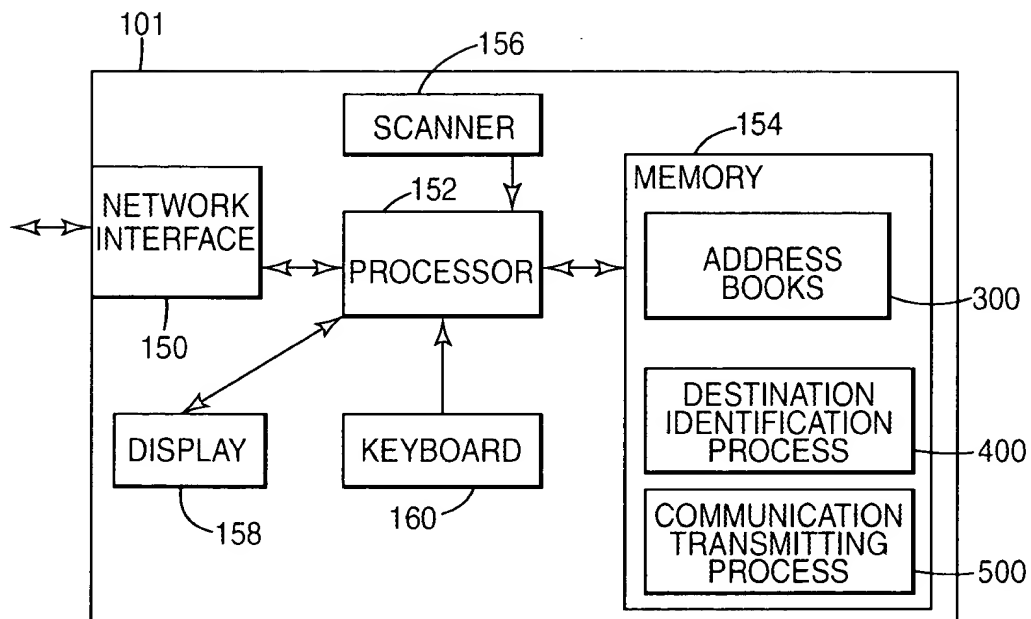 101
156
SCANNER
154
MEMORY
NETWORK
INTERFACE
152
PROCESSOR
ADDRESS
BOOKS
300
150
DESTINATION
IDENTIFICATION
PROCESS
400
DISPLAY
KEYBOARD
158
160
COMMUNICATION
TRANSMITTING
PROCESS
500